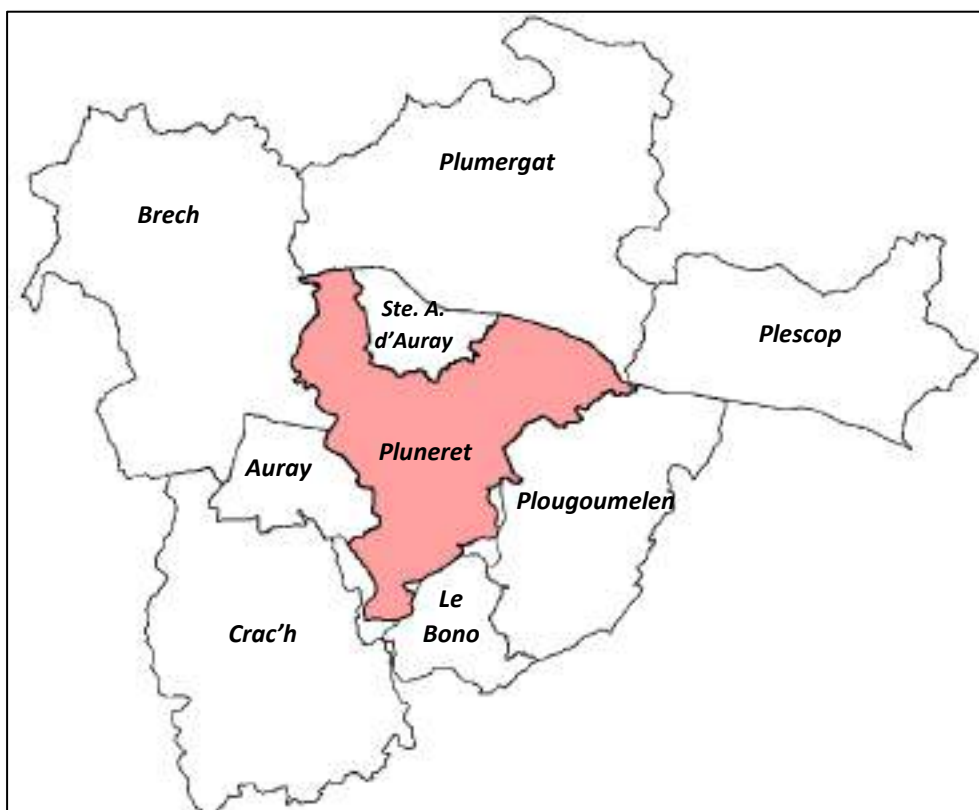 Plumergat
Brech
Ste. A.
d'Auray
Plescop
Pluneret
Auray
Plougoumelen
Le
Bono
Crac'h